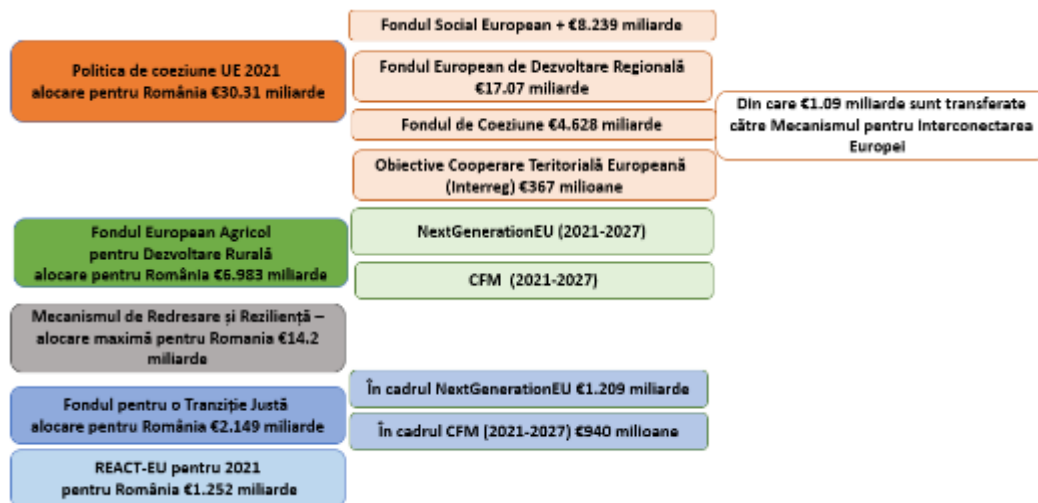 Politica de coeziune UE 2021
alocare pentru România €30.31 miliarde
Fondul Social European + €8.239 miliarde
Fondul European de Dezvoltare Regională
€17.07 miliarde
Fondul de Coeziune €4.628 miliarde
Din care €1.09 miliarde sunt transferate
către Mecanismul pentru Interconectarea
Europei
Obiective Cooperare Teritorială Europeană
(Interreg) €367 milioane
Fondul European Agricol
pentru Dezvoltare Rurală
alocare pentru România €6.983 miliarde
NextGenerationEU (2021-2027)
CFM (2021-2027)
Mecanismul de Redresare și Reziliență –
alocare maximă pentru Romania €14.2
miliarde
Fondul pentru o Tranziție Justă
alocare pentru România €2.149 miliarde
În cadrul NextGenerationEU €1.209 miliarde
În cadrul CFM (2021-2027) €940 milioane
REACT-EU pentru 2021
pentru România €1.252 miliarde